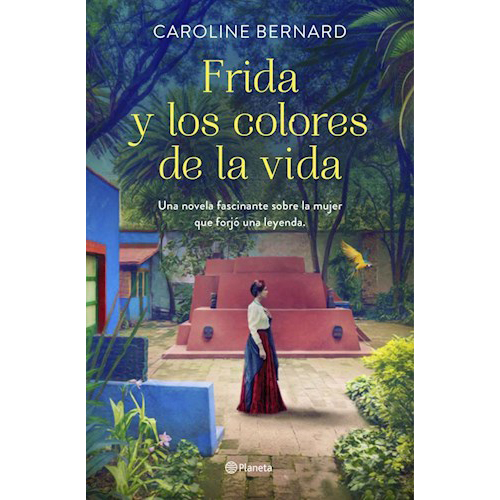 CAROLINE BERNARD
Frida
y los colores
de la vida
Una novela fascinante sobre la mujer
que forjó una leyenda.
Planeta